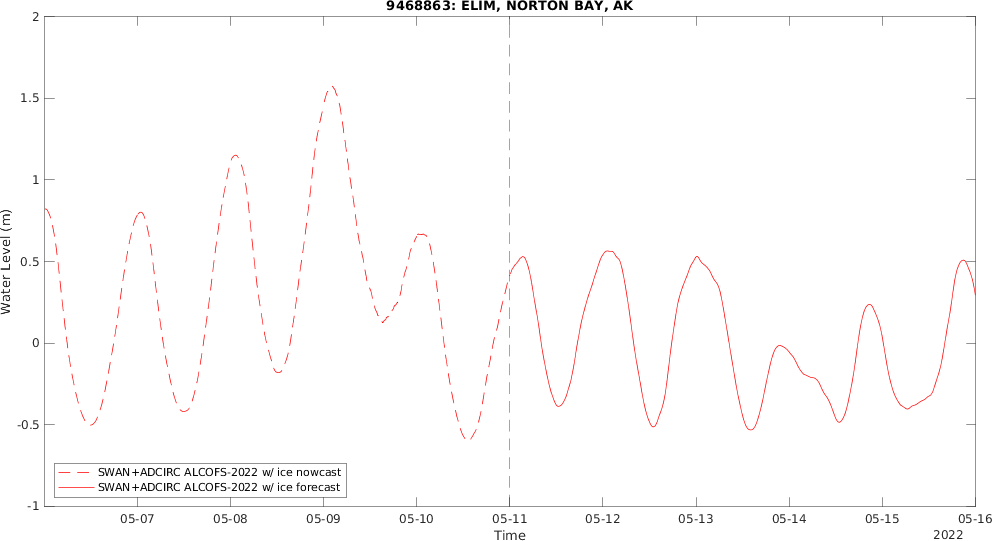 9468863: ELIM, NORTON BAY, AK
2
1.5
1
0.5
0
-0.5
-1
Water Level (m)
SWAN+ADCIRC ALCOFS-2022 w/ ice nowcast
SWAN+ADCIRC ALCOFS-2022 w/ ice forecast
05-07 05-08 05-09 05-10 05-11 05-12 05-13 05-14 05-15 05-16
Time
2022